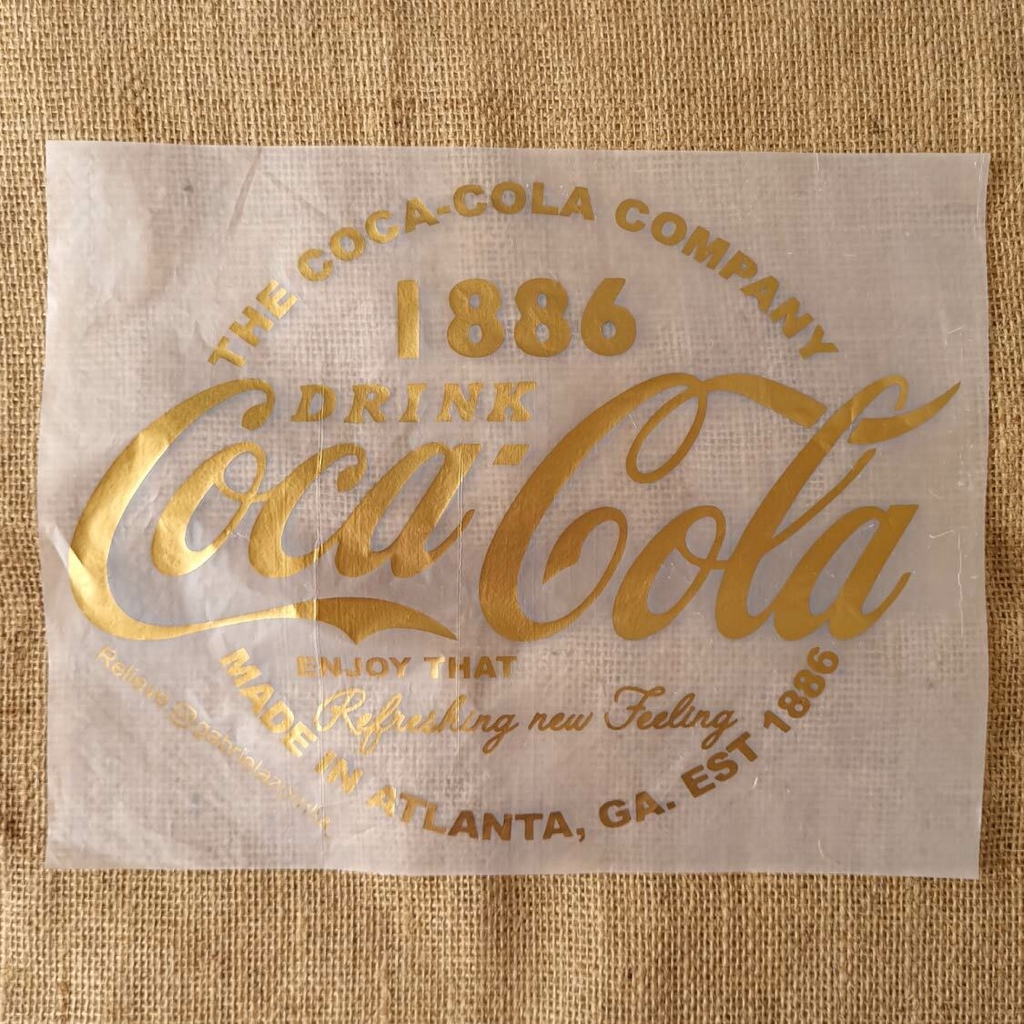 THE COCA-COLA COMPANY
1886
DRINK
Coca-Cola
ENJOY THAT
Refreshing new Feeling
MADE IN ATLANTA, GA. EST 1886